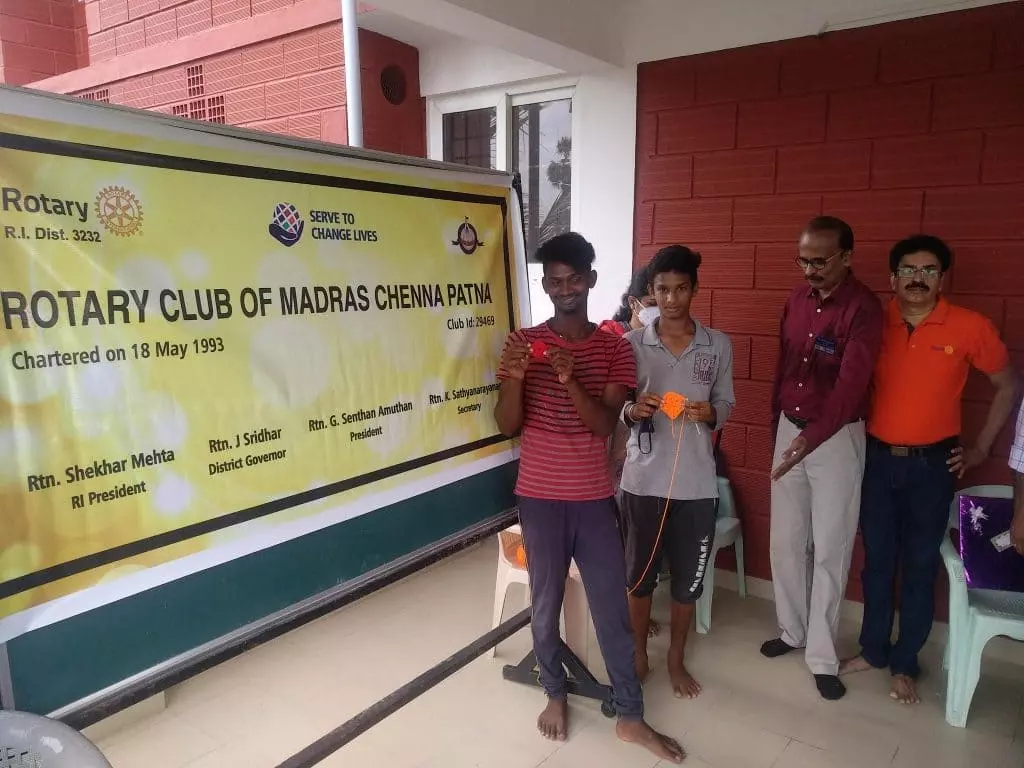 Rotary
R.I. Dist. 3232
SERVE TO
CHANGE LIVES
ROTARY CLUB OF MADRAS CHENNA PATNA
Club Id: 29469
Chartered on 18 May 1993
Rtn. Shekhar Mehta
RI President
Rtn. J Sridhar
District Governor
Rtn. G. Senthan Amuthan
President
Rtn. K. Sathyanarayanan
Secretary